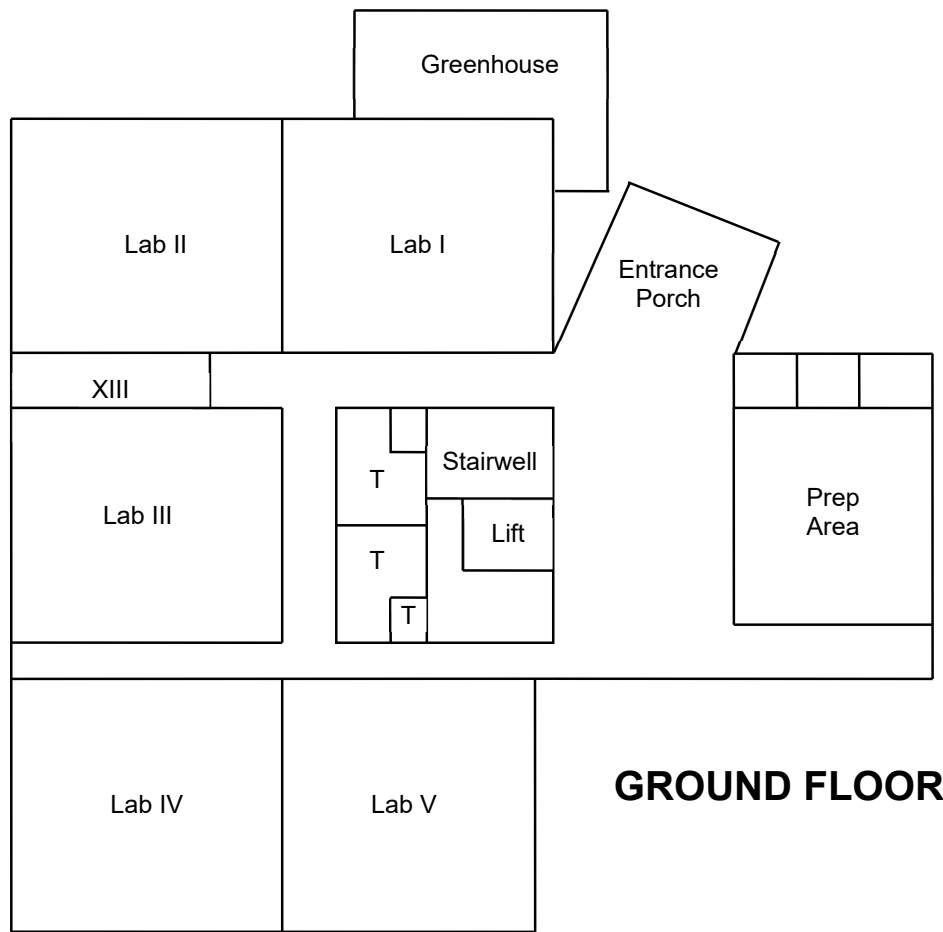 Greenhouse
Lab II
Lab I
Entrance
Porch
XIII
Stairwell
T
Lab III
Prep
Area
Lift
T
T
GROUND FLOOR
Lab IV
Lab V